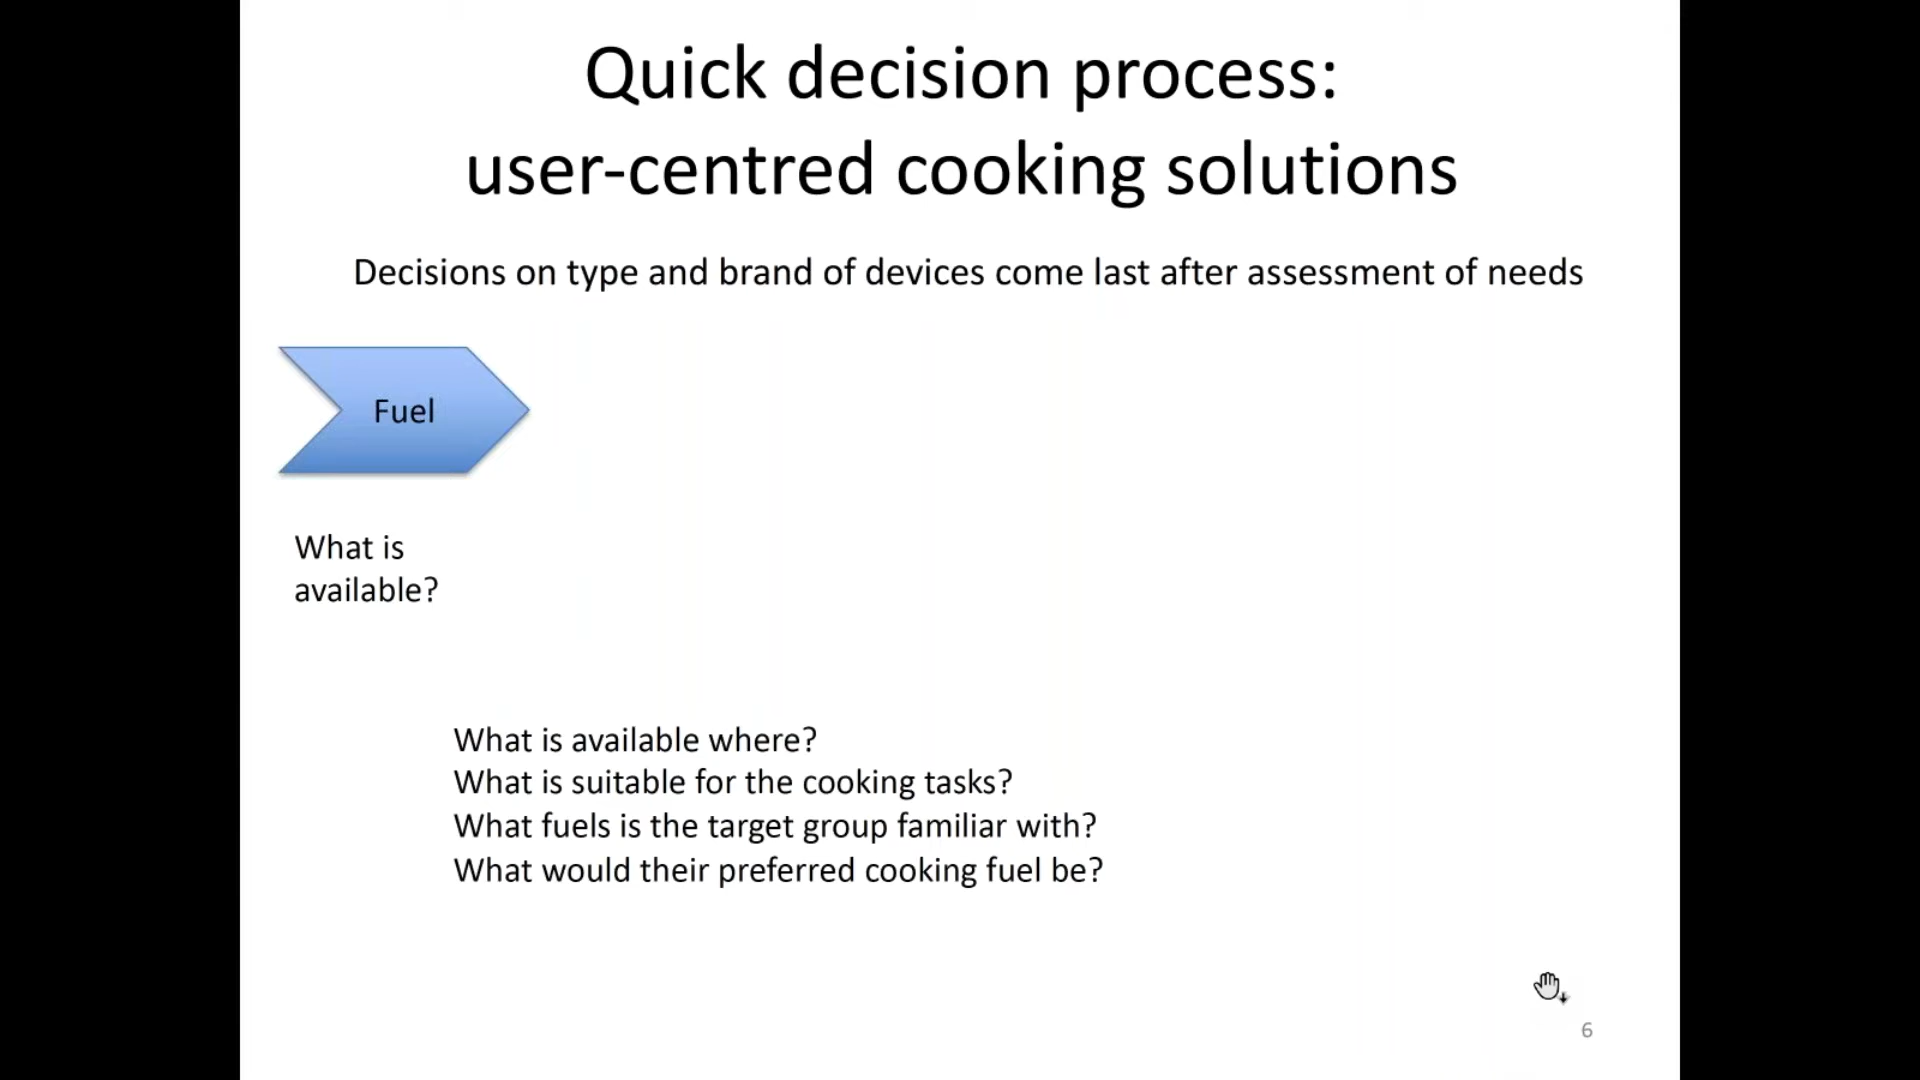 Quick decision process:
user-centred cooking solutions
Decisions on type and brand of devices come last after assessment of needs
Fuel
What is
available?
What is available where?
What is suitable for the cooking tasks?
What fuels is the target group familiar with?
What would their preferred cooking fuel be?
6